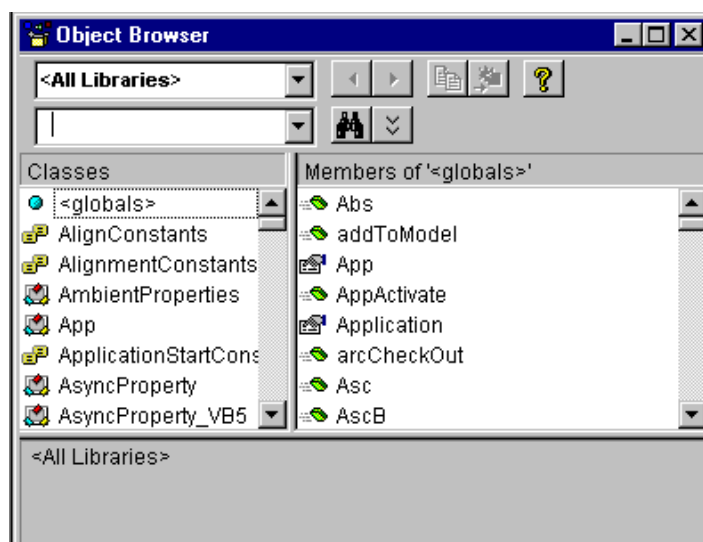 Object Browser
<All Libraries>
Classes
Members of '<globals>'
<globals>
AlignConstants
AlignmentConstants
AmbientProperties
App
ApplicationStartCons
AsyncProperty
AsyncProperty_VB5
Abs
addToModel
App
AppActivate
Application
arcCheckOut
Asc
AscB
<All Libraries>